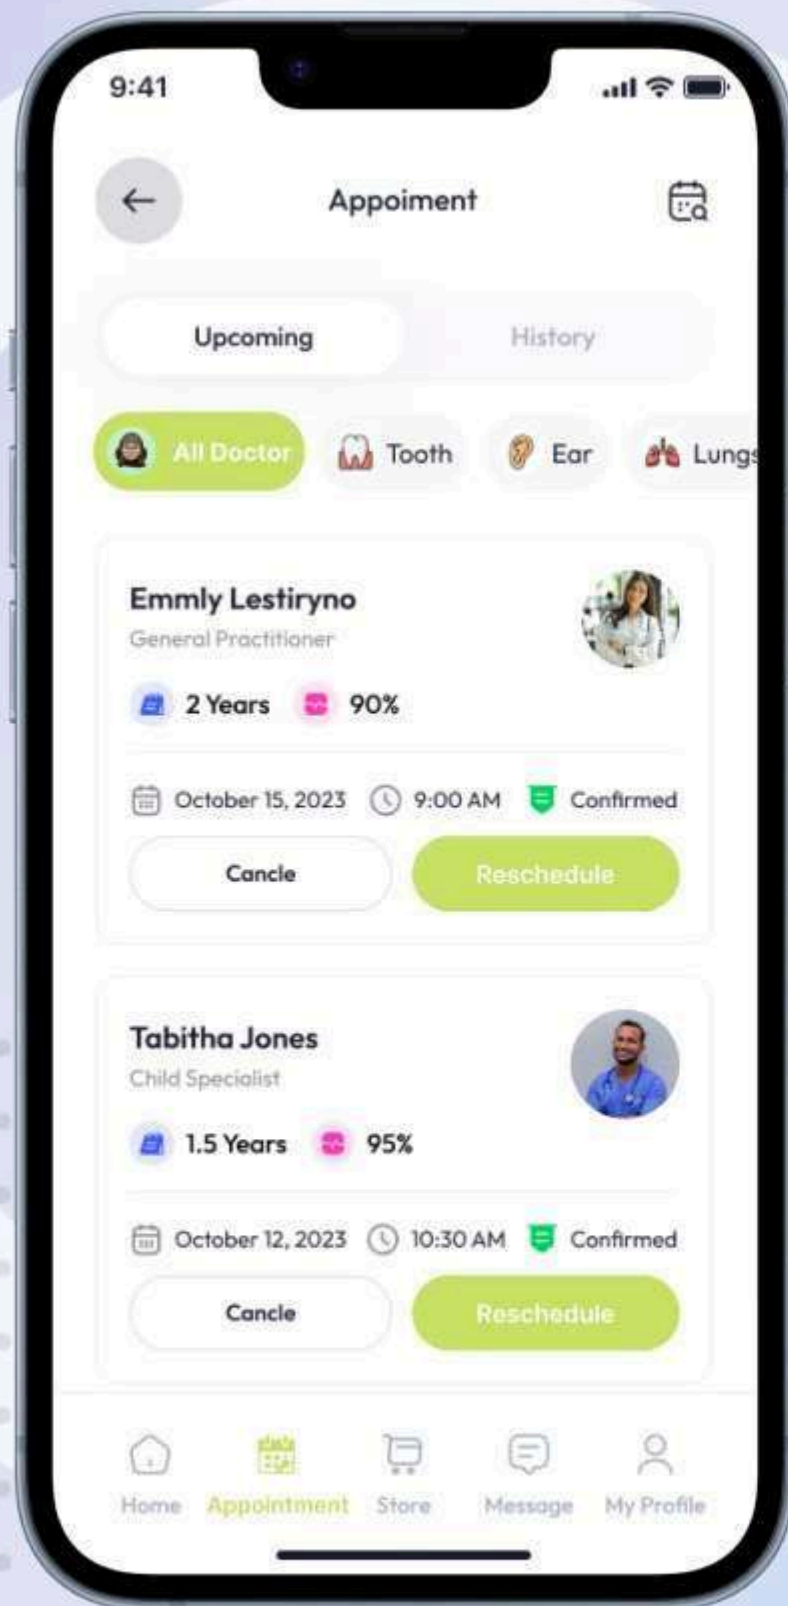 9:41
Appoiment
Upcoming History
All Doctor Tooth Ear Lungs
Emmly Lestiryno
General Practitioner
2 Years 90%
October 15, 2023 9:00 AM Confirmed
Cancle Reschedule
Tabitha Jones
Child Specialist
1.5 Years 95%
October 12, 2023 10:30 AM Confirmed
Cancle Reschedule
Home Appointment Store Message My Profile